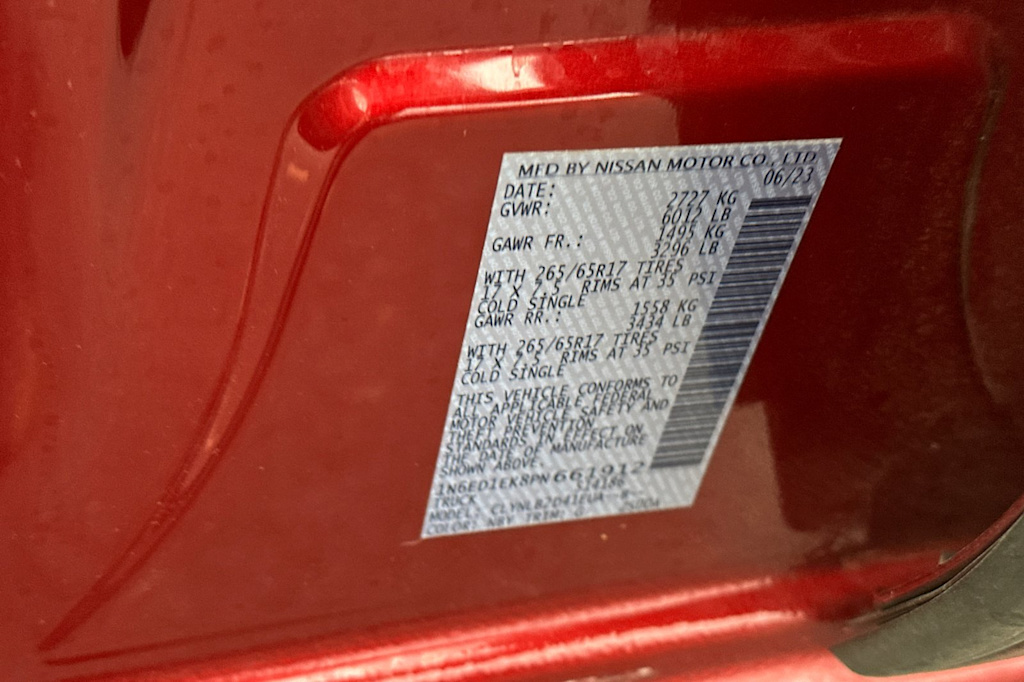 MFD BY NISSAN MOTOR CO., LTD
DATE: 06/23
GVWR: 2727 KG
6012 LB
GAWR FR.: 1495 KG
3296 LB
WITH 265/65R17 TIRES
17 X 7.5 RIMS AT 35 PSI
COLD SINGLE
GAWR RR.: 1558 KG
3434 LB
WITH 265/65R17 TIRES
17 X 7.5 RIMS AT 35 PSI
COLD SINGLE
THIS VEHICLE CONFORMS TO
ALL APPLICABLE FEDERAL
MOTOR VEHICLE SAFETY AND
THEFT PREVENTION
STANDARDS IN EFFECT ON
THE DATE OF MANUFACTURE
SHOWN ABOVE.
1N6ED1EK8PN661912
TRUCK
MODEL:
COLOR: NBY TRIM: G